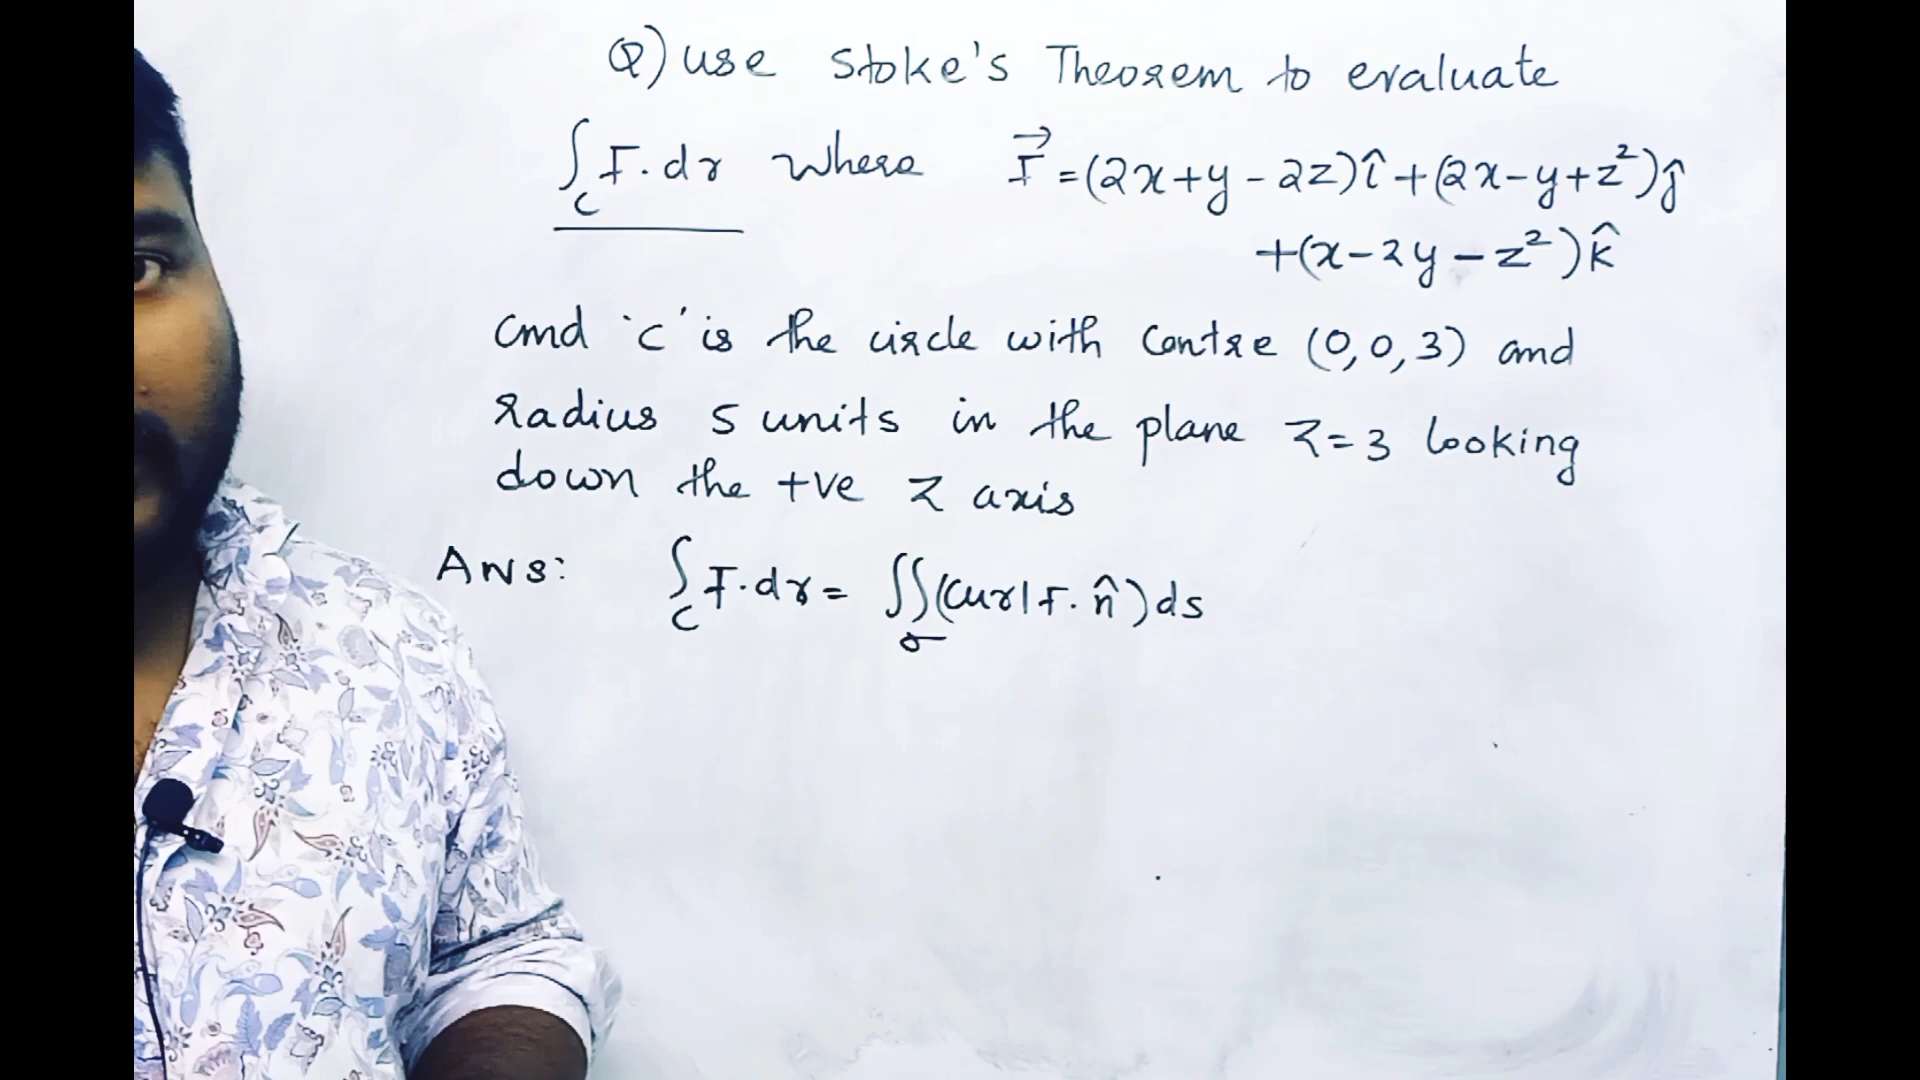 Q) use Stoke's Theorem to evaluate
∫_C F.dr where F⃗ = (2x+y-2z)î + (2x-y+z²)ĵ
+(x-2y-z²)k̂
and 'c' is the circle with Centre (0,0,3) and
radius 5 units in the plane z=3 looking
down the +ve z axis
Ans: ∫_C F.dr = ∬_σ (curl F. n̂) ds